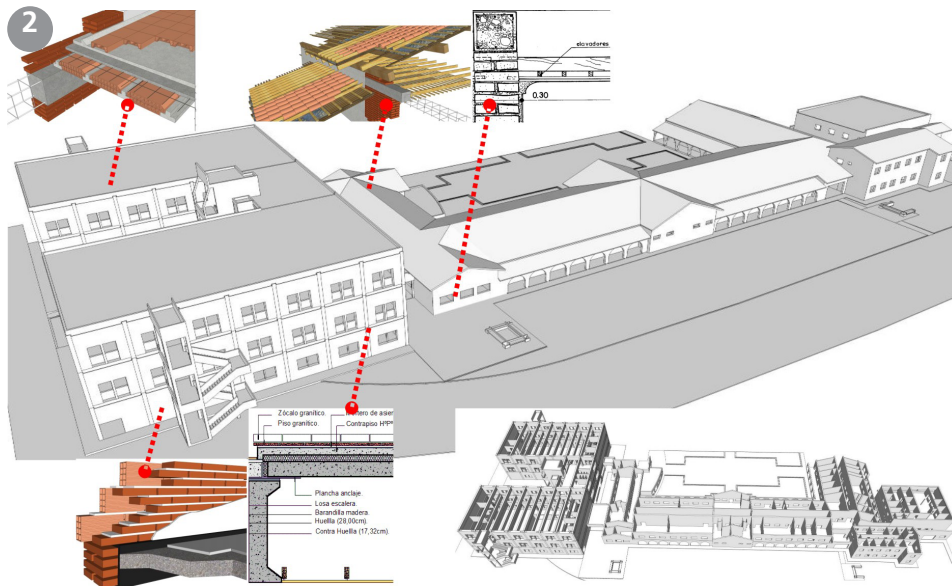 2
elavadores
0.30
Zócalo granítico.
Piso granítico.
Contrapiso HºPº
Plancha anclaje.
Losa escalera.
Barandilla madera.
Huellla (28,00cm).
Contra Huellla (17,32cm).